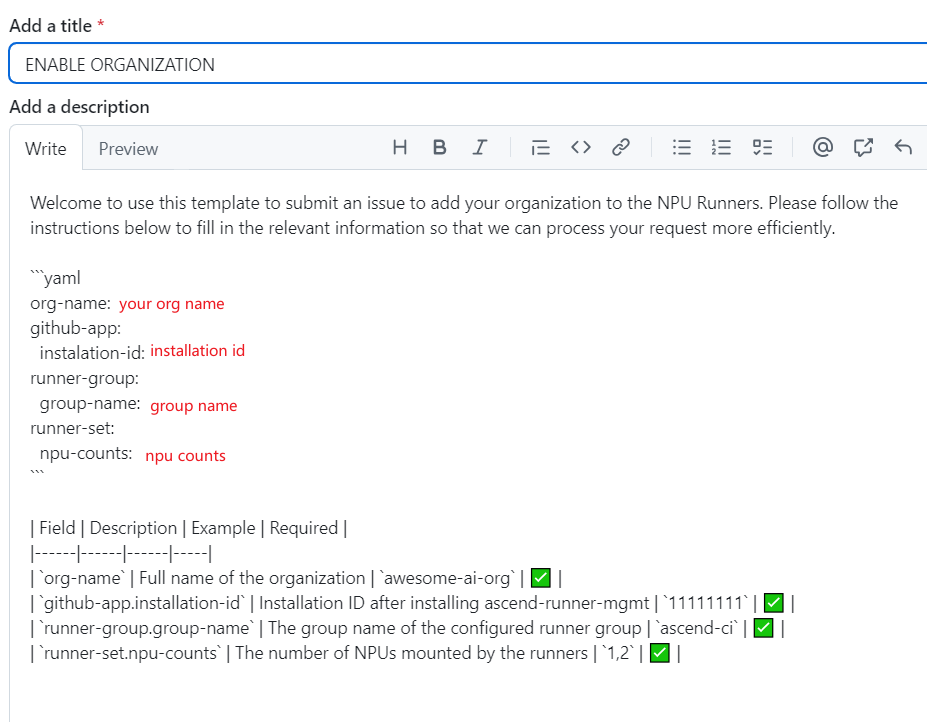 Add a title *
ENABLE ORGANIZATION
Add a description
Write Preview
Welcome to use this template to submit an issue to add your organization to the NPU Runners. Please follow the
instructions below to fill in the relevant information so that we can process your request more efficiently.
```yaml
org-name: your org name
github-app:
instalation-id: installation id
runner-group:
group-name: group name
runner-set:
npu-counts: npu counts
```
| Field | Description | Example | Required |
|------|------|------|-----|
| `org-name` | Full name of the organization | `awesome-ai-org` | ✅ |
| `github-app.installation-id` | Installation ID after installing ascend-runner-mgmt | `11111111` | ✅ |
| `runner-group.group-name` | The group name of the configured runner group | `ascend-ci` | ✅ |
| `runner-set.npu-counts` | The number of NPUs mounted by the runners | `1,2` | ✅ |